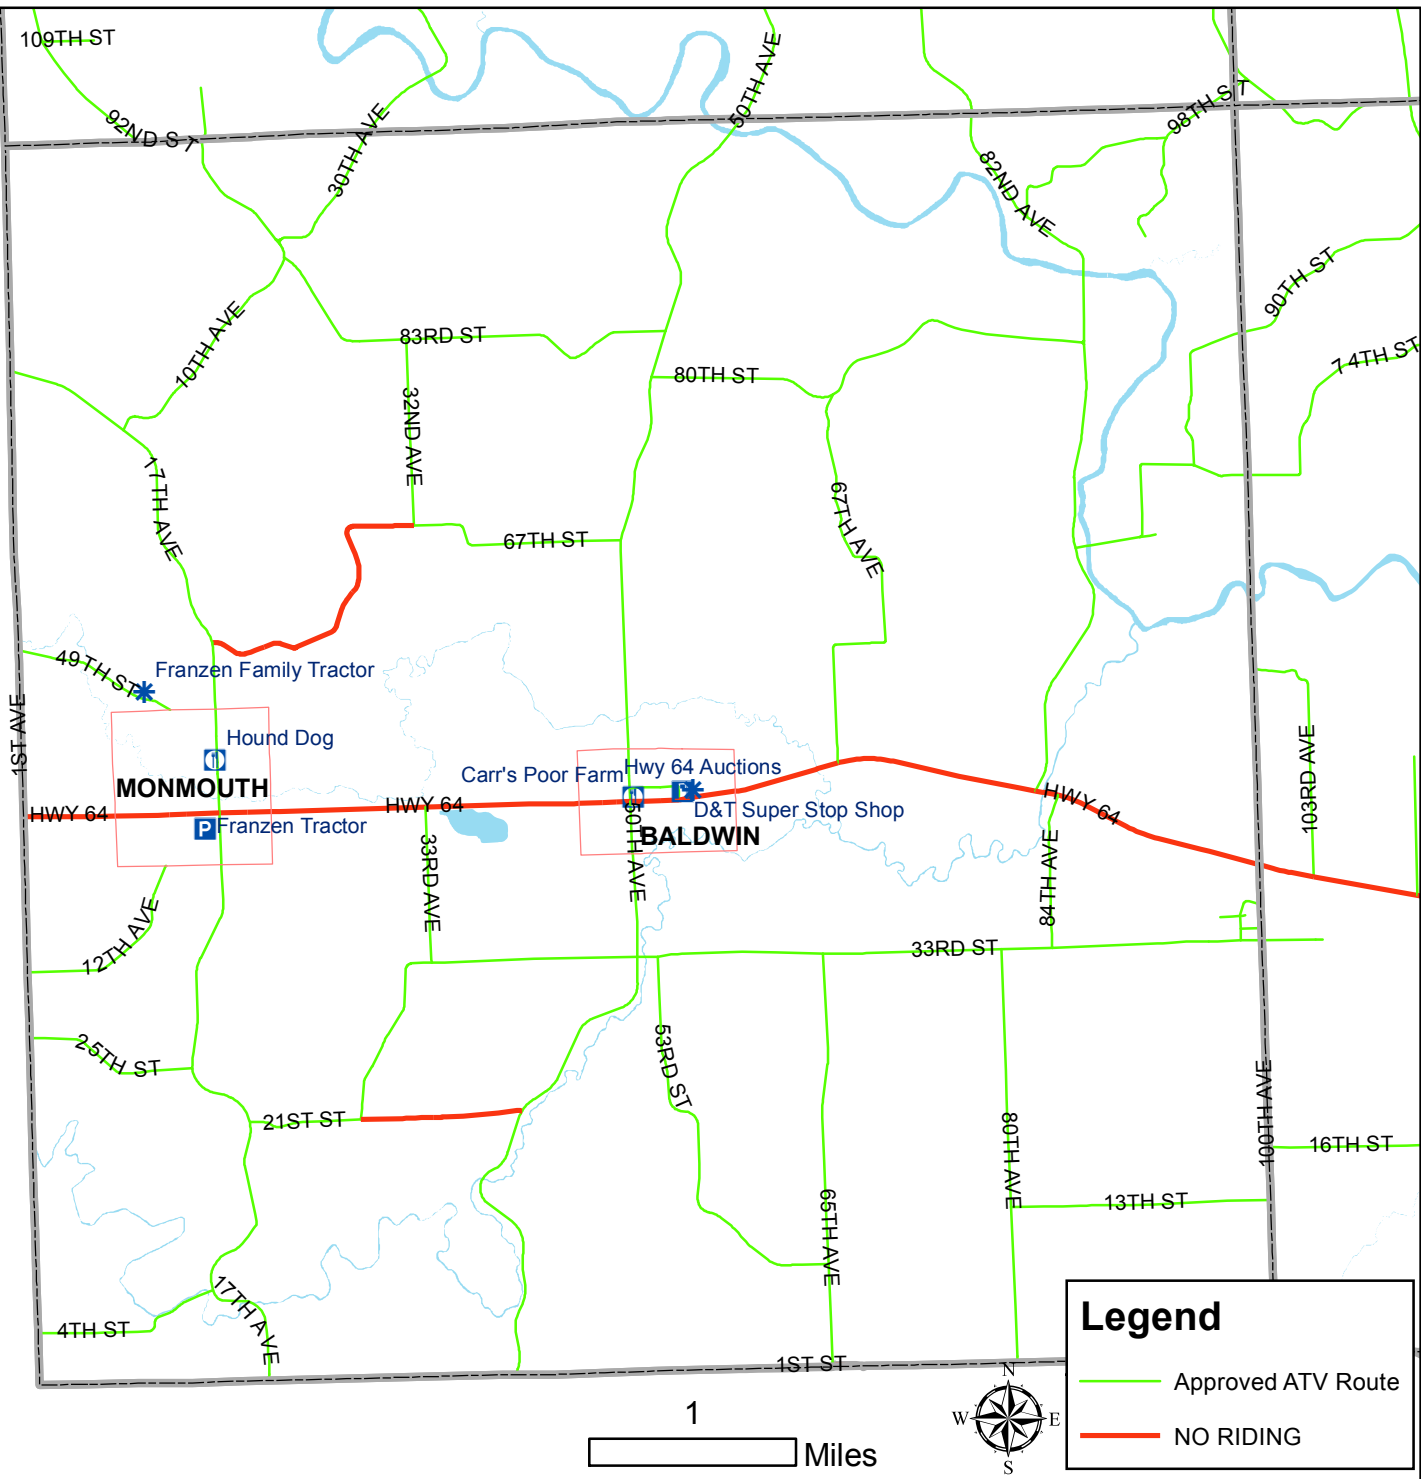 109TH ST
92ND ST
30TH AVE
50TH AVE
98TH ST
82ND AVE
90TH ST
74TH ST
10TH AVE
83RD ST
80TH ST
32ND AVE
17TH AVE
67TH ST
67TH AVE
49TH ST
Franzen Family Tractor
1ST AVE
Hound Dog
MONMOUTH
HWY 64
Franzen Tractor
P
HWY 64
Carr's Poor Farm
Hwy 64 Auctions
D&T Super Stop Shop
BALDWIN
50TH AVE
HWY 64
103RD AVE
33RD AVE
84TH AVE
12TH AVE
33RD ST
25TH ST
53RD ST
21ST ST
80TH AVE
100TH AVE
16TH ST
13TH ST
65TH AVE
17TH AVE
4TH ST
1ST ST
N
W
E
S
1
Miles
Legend
Approved ATV Route
NO RIDING